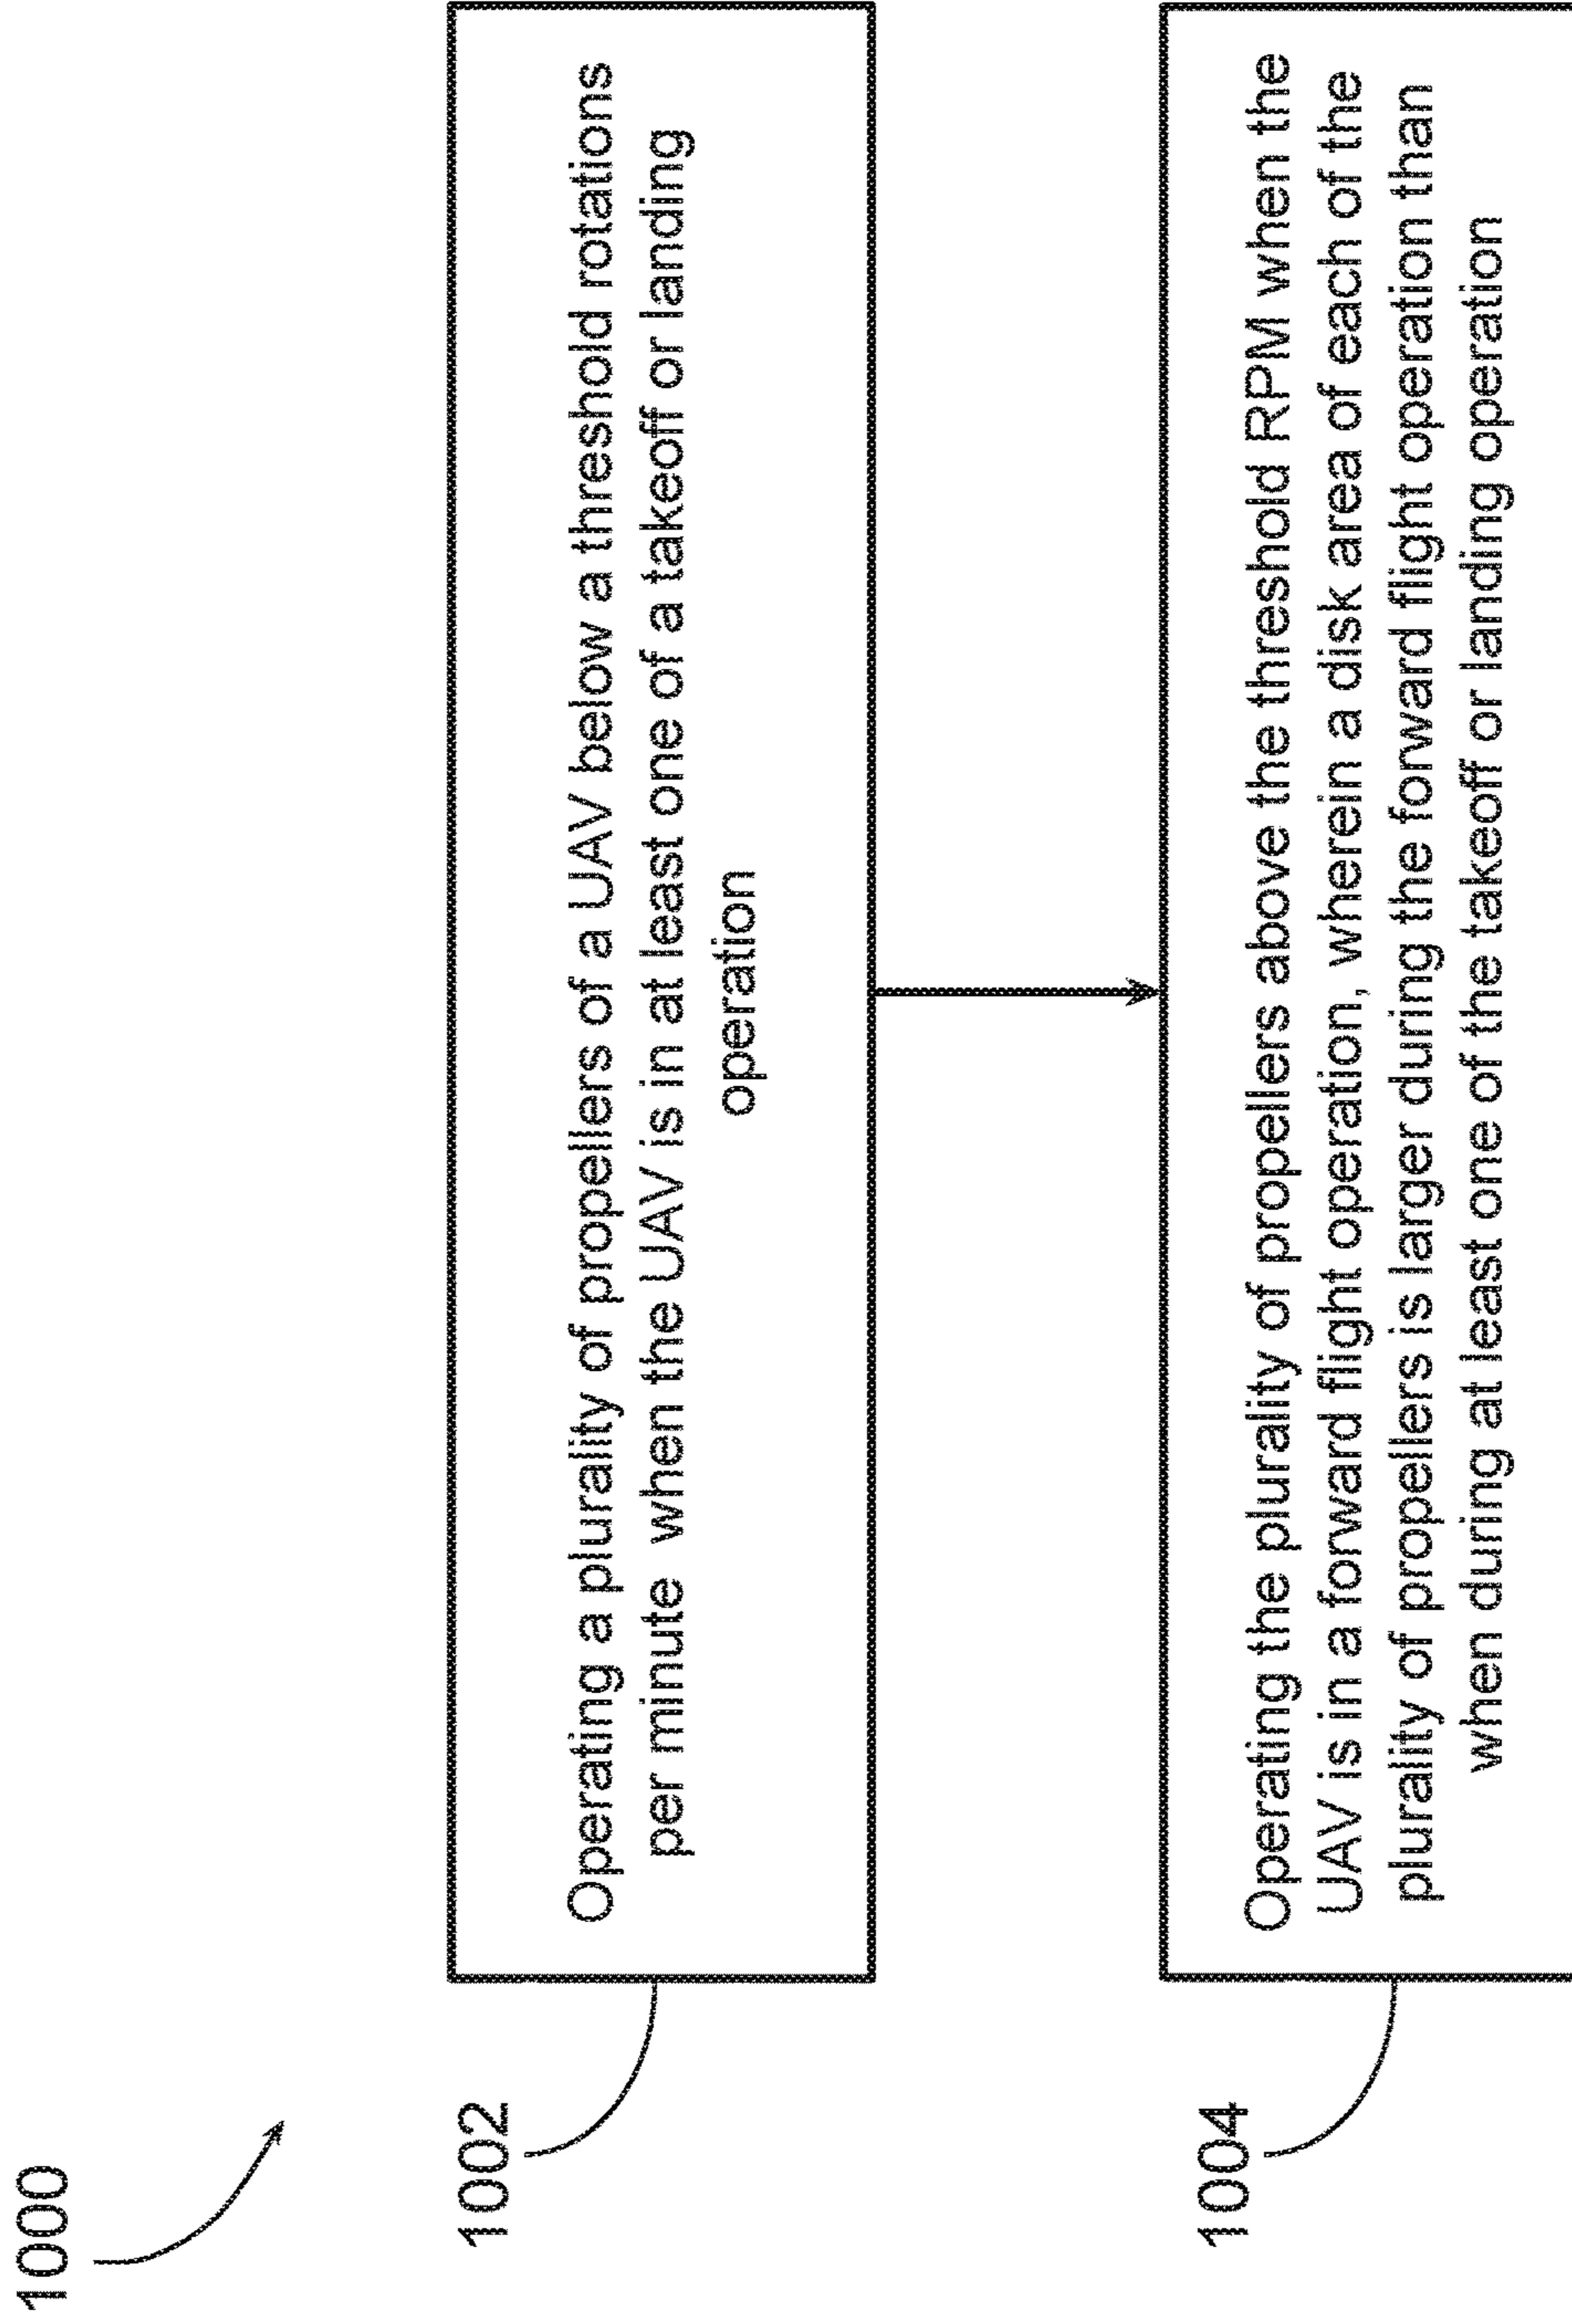 1000
1002
Operating a plurality of propellers of a UAV below a threshold rotations
per minute when the UAV is in at least one of a takeoff or landing
operation
1004
Operating the plurality of propellers above the threshold RPM when the
UAV is in a forward flight operation, wherein a disk area of each of the
plurality of propellers is larger during the forward flight operation than
when during at least one of the takeoff or landing operation